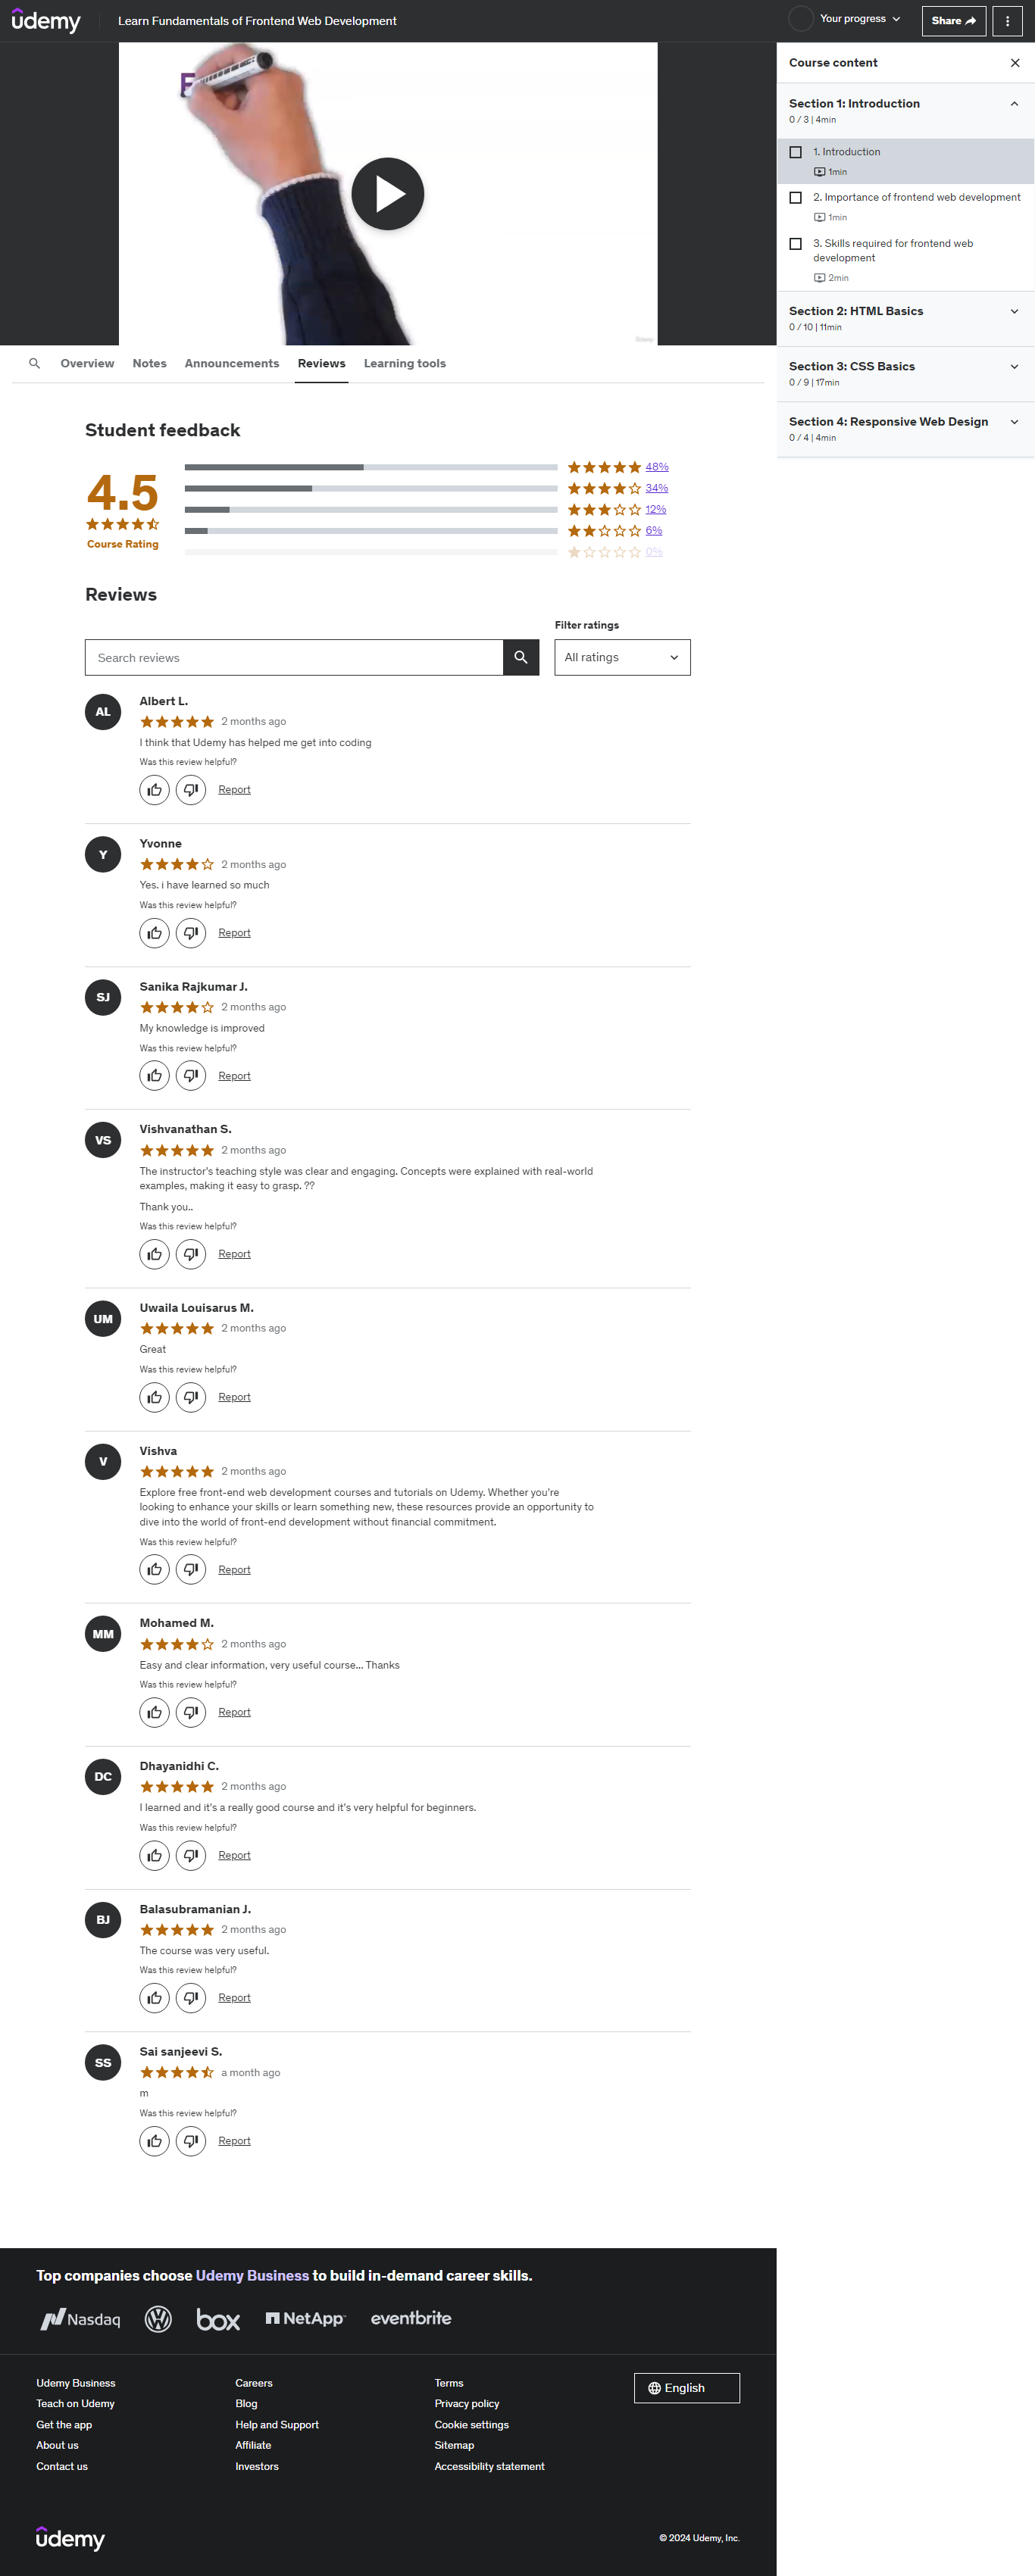 udemy
Learn Fundamentals of Frontend Web Development
Your progress
Share
E
Udemy
Course content
Section 1: Introduction
0 / 3 | 4min
1. Introduction
1min
2. Importance of frontend web development
1min
3. Skills required for frontend web
development
2min
Section 2: HTML Basics
0 / 10 | 11min
Section 3: CSS Basics
0 / 9 | 17min
Section 4: Responsive Web Design
0 / 4 | 4min
Overview Notes Announcements Reviews Learning tools
Student feedback
4.5
Course Rating
48%
34%
12%
6%
0%
Reviews
Filter ratings
Search reviews
All ratings
AL
Albert L.
2 months ago
I think that Udemy has helped me get into coding
Was this review helpful?
Report
Y
Yvonne
2 months ago
Yes. i have learned so much
Was this review helpful?
Report
SJ
Sanika Rajkumar J.
2 months ago
My knowledge is improved
Was this review helpful?
Report
VS
Vishvanathan S.
2 months ago
The instructor's teaching style was clear and engaging. Concepts were explained with real-world
examples, making it easy to grasp. ??
Thank you..
Was this review helpful?
Report
UM
Uwaila Louisarus M.
2 months ago
Great
Was this review helpful?
Report
V
Vishva
2 months ago
Explore free front-end web development courses and tutorials on Udemy. Whether you're
looking to enhance your skills or learn something new, these resources provide an opportunity to
dive into the world of front-end development without financial commitment.
Was this review helpful?
Report
MM
Mohamed M.
2 months ago
Easy and clear information, very useful course... Thanks
Was this review helpful?
Report
DC
Dhayanidhi C.
2 months ago
I learned and it's a really good course and it's very helpful for beginners.
Was this review helpful?
Report
BJ
Balasubramanian J.
2 months ago
The course was very useful.
Was this review helpful?
Report
SS
Sai sanjeevi S.
a month ago
m
Was this review helpful?
Report
Top companies choose Udemy Business to build in-demand career skills.
Nasdaq box NetApp eventbrite
Udemy Business
Teach on Udemy
Get the app
About us
Contact us
Careers
Blog
Help and Support
Affiliate
Investors
Terms
Privacy policy
Cookie settings
Sitemap
Accessibility statement
English
udemy
© 2024 Udemy, Inc.